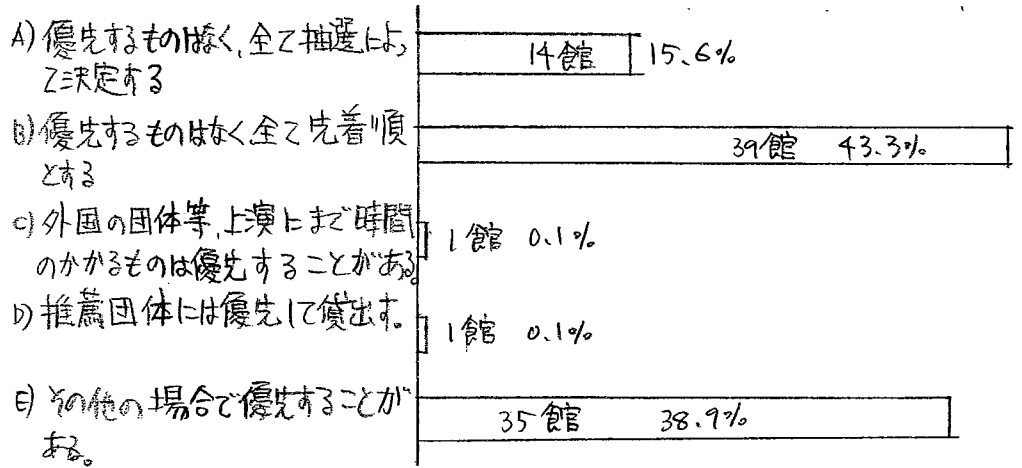 A) 優先するものはなく、全て抽選によっ
て決定する
14館 15.6%
B) 優先するものはなく、全て先着順
とする
39館 43.3%
C) 外国の団体等、上演にまで時間
のかかるものは優先することがある。
1館 0.1%
D) 推薦団体には優先して貸出す。
1館 0.1%
E) その他の場合で優先することが
ある。
35館 38.9%